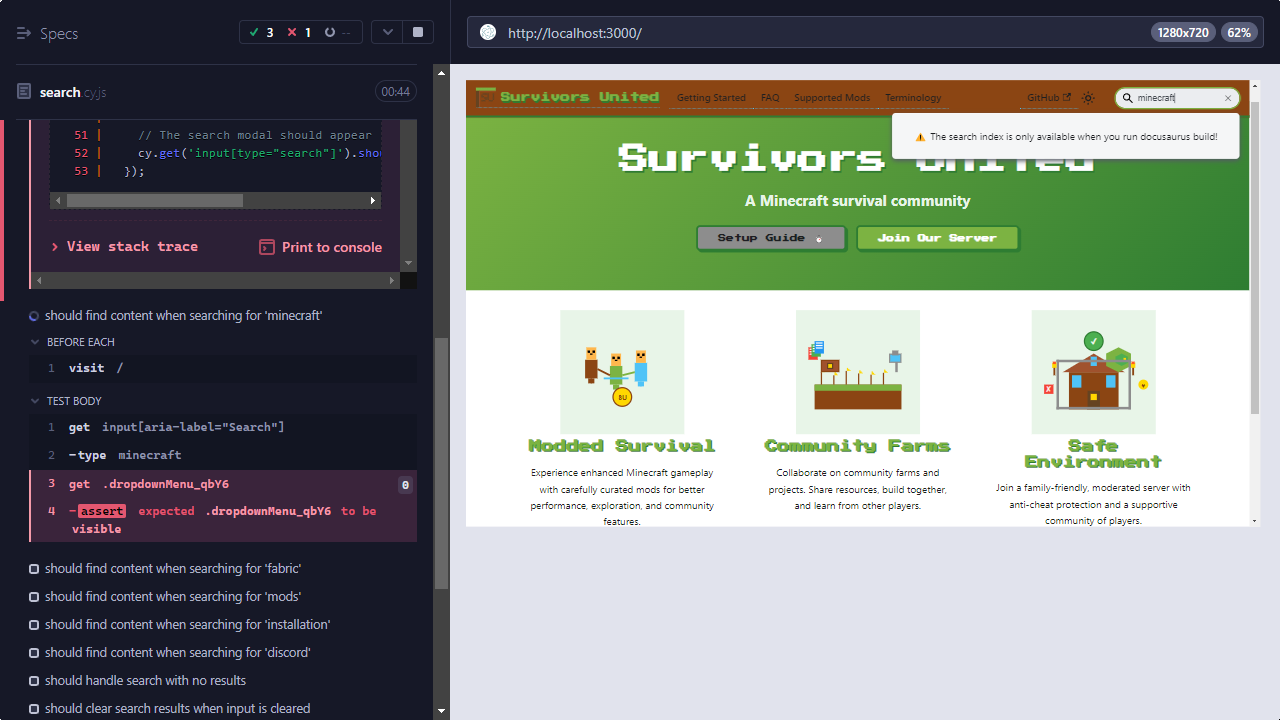 Specs
3
1
--
search.cy.js
00:44
51 | // The search modal should appear
52 | cy.get('input[type="search"]').shou
53 | });
View stack trace
Print to console
should find content when searching for 'minecraft'
BEFORE EACH
1 visit /
TEST BODY
1 get input[aria-label="Search"]
2 -type minecraft
3 get .dropdownMenu_qbY6 0
4 -assert expected .dropdownMenu_qbY6 to be
visible
should find content when searching for 'fabric'
should find content when searching for 'mods'
should find content when searching for 'installation'
should find content when searching for 'discord'
should handle search with no results
should clear search results when input is cleared
http://localhost:3000/
1280x720
62%
Survivors United
Getting Started
FAQ
Supported Mods
Terminology
GitHub
minecraft
The search index is only available when you run docusaurus build!
Survivors United
A Minecraft survival community
Setup Guide
Join Our Server
SU
Modded Survival
Experience enhanced Minecraft gameplay
with carefully curated mods for better
performance, exploration, and community
features.
Community Farms
Collaborate on community farms and
projects. Share resources, build together,
and learn from other players.
Safe
Environment
Join a family-friendly, moderated server with
anti-cheat protection and a supportive
community of players.